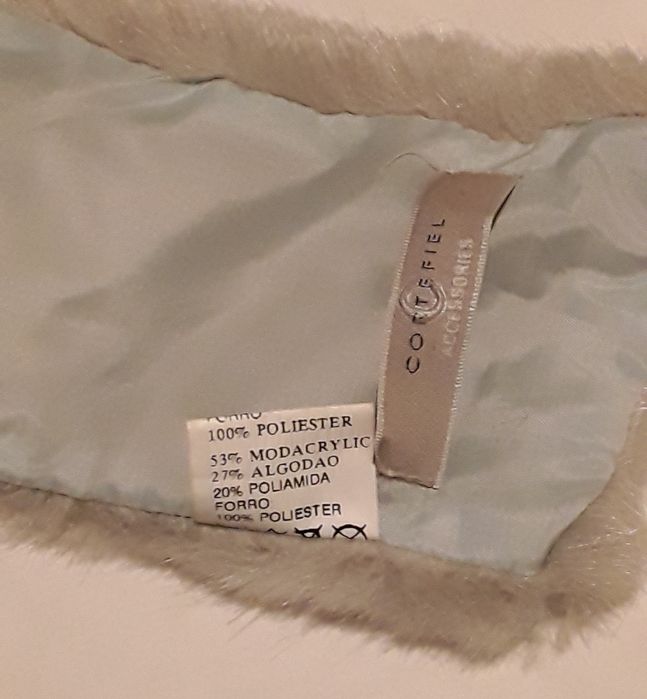 CORTEFIEL
ACCESSORIES
FORRO
100% POLIESTER
53% MODACRYLIC
27% ALGODAO
20% POLIAMIDA
FORRO
100% POLIESTER